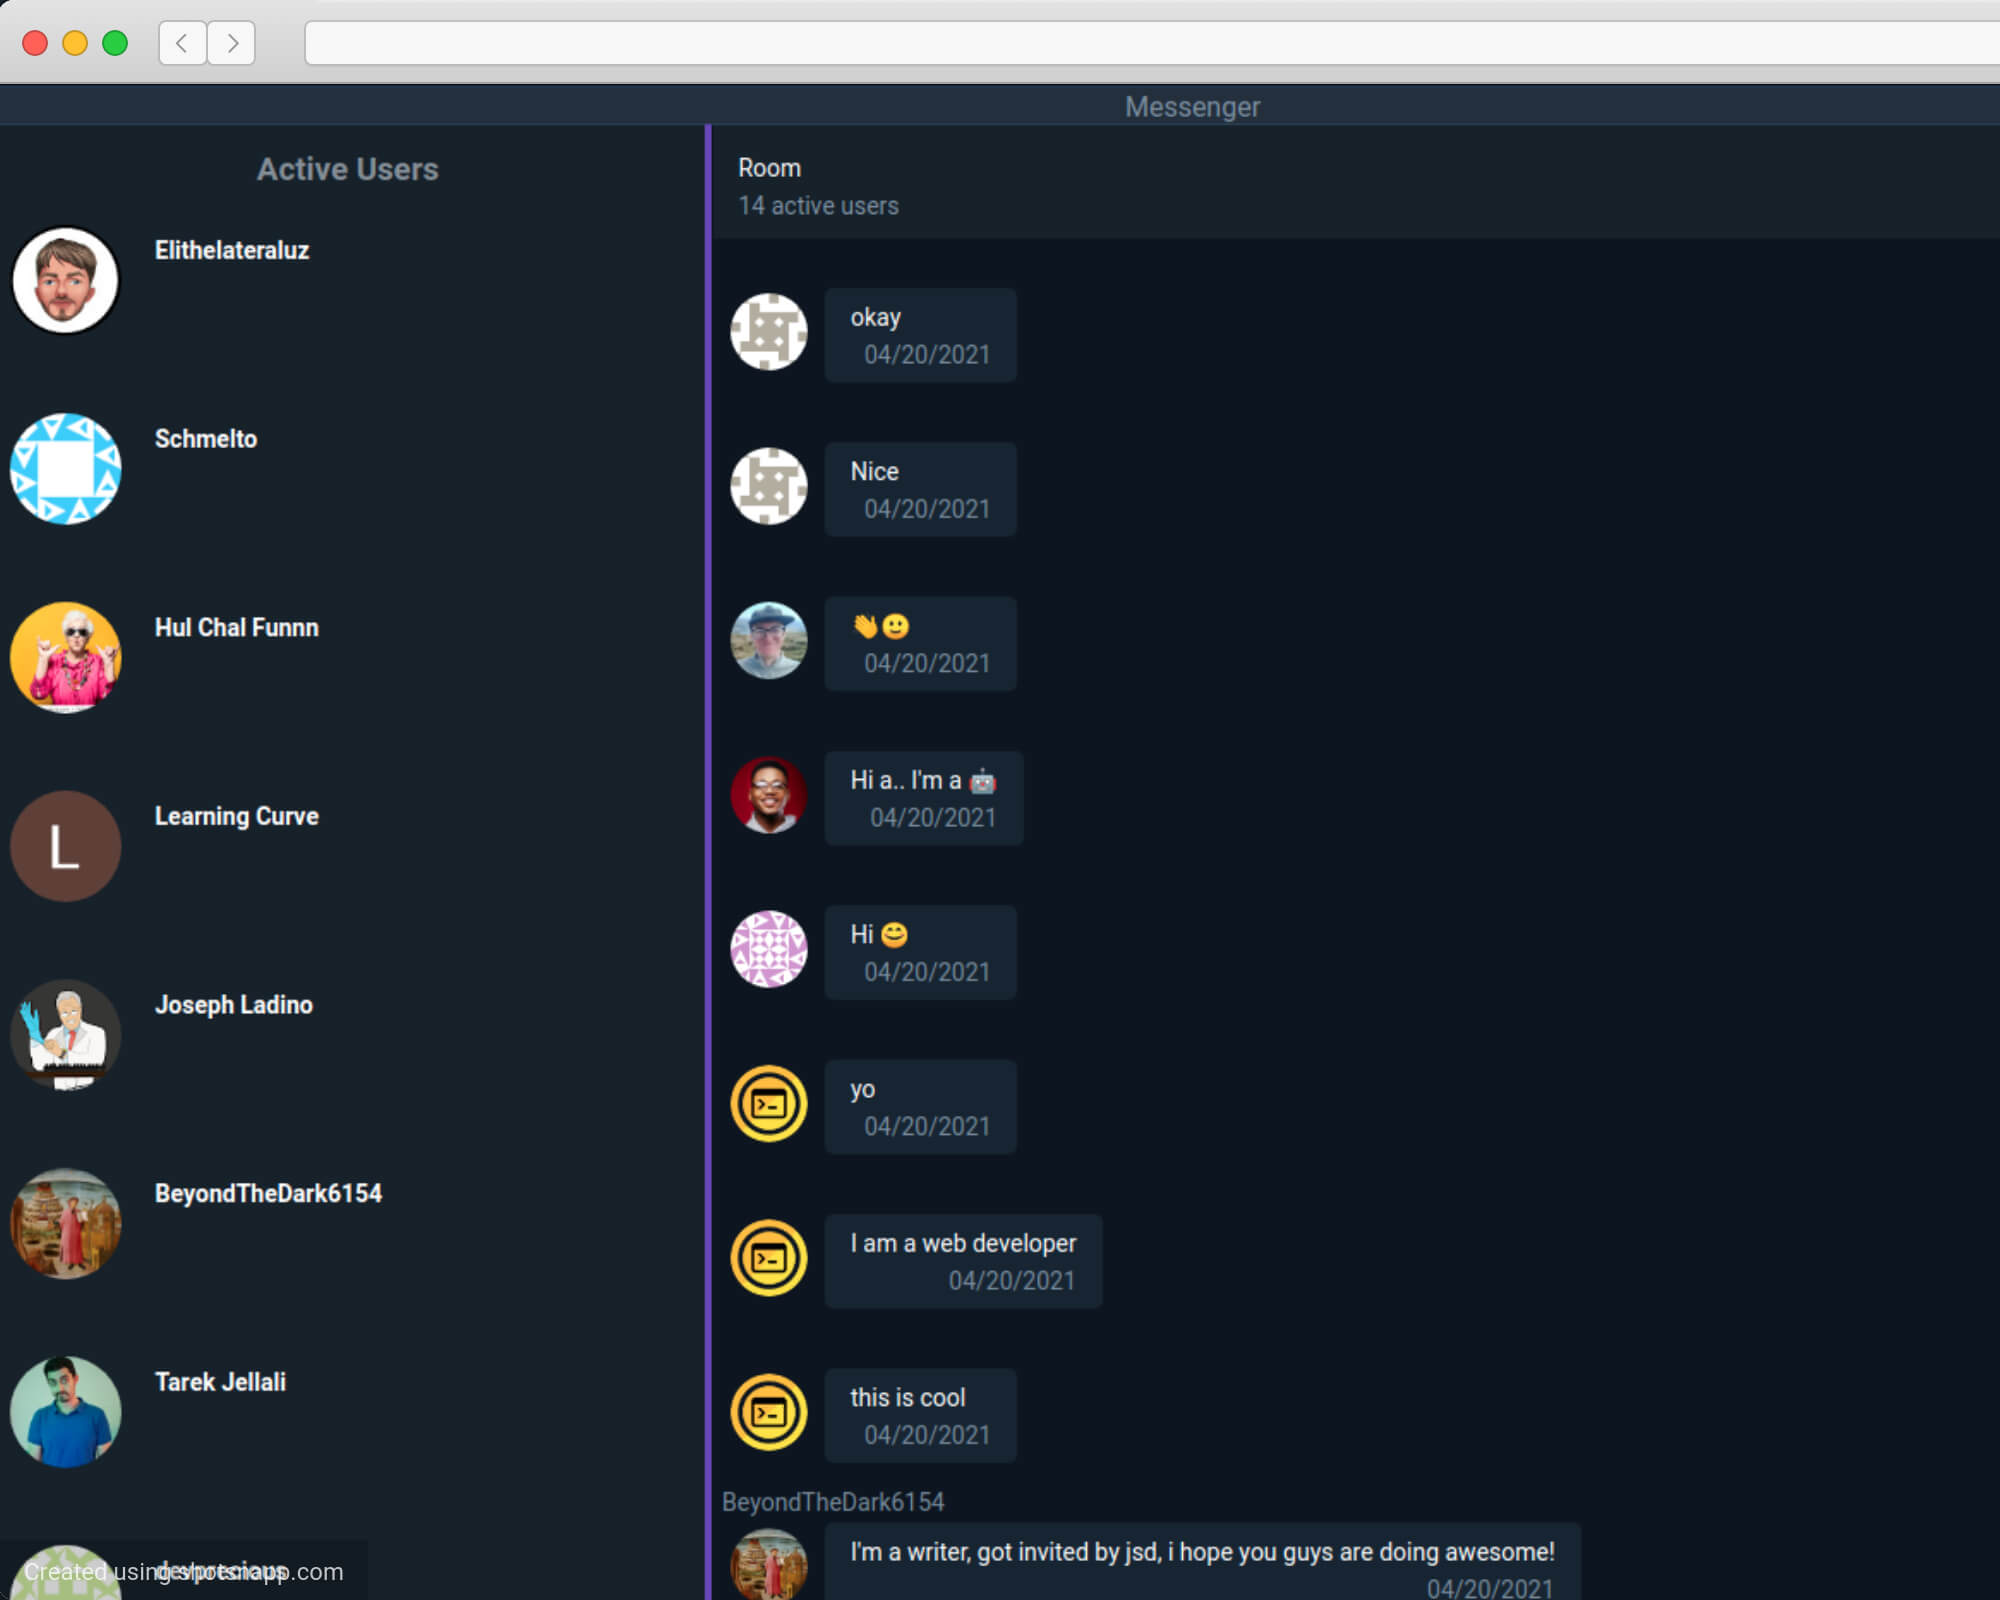 Messenger
Active Users
Elithelateraluz
Schmelto
Hul Chal Funnn
L
Learning Curve
Joseph Ladino
BeyondTheDark6154
Tarek Jellali
Created using shotsnapp.com
Room
14 active users
okay
04/20/2021
Nice
04/20/2021
👋🙂
04/20/2021
Hi a.. I'm a 🤖
04/20/2021
Hi 😊
04/20/2021
yo
04/20/2021
I am a web developer
04/20/2021
this is cool
04/20/2021
BeyondTheDark6154
I'm a writer, got invited by jsd, i hope you guys are doing awesome!
04/20/2021